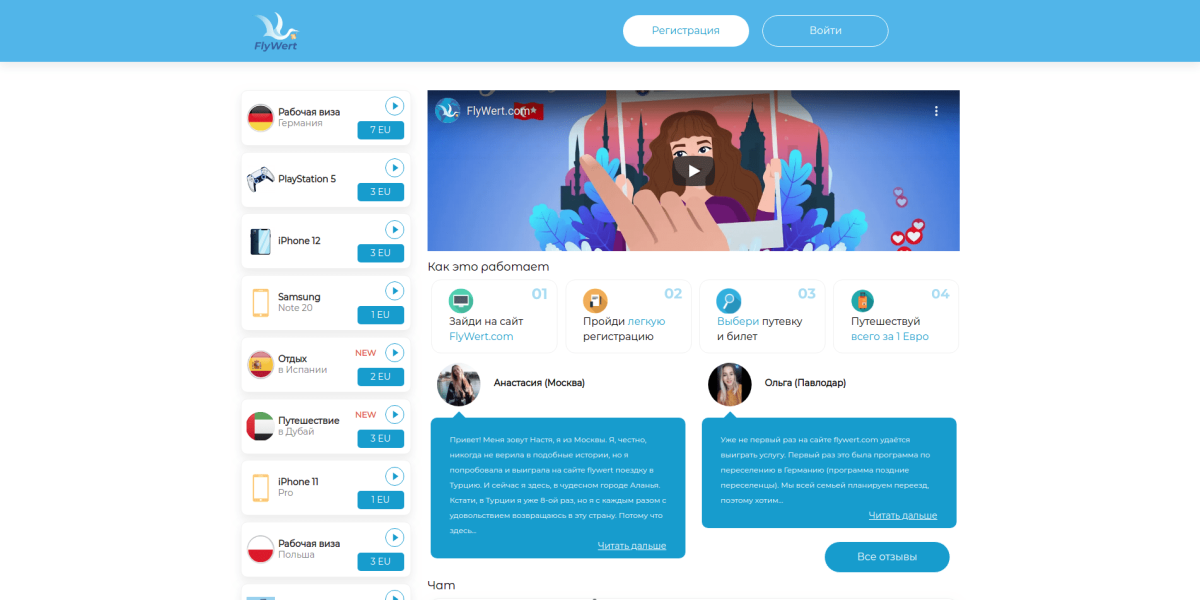 FlyWert
Регистрация
Войти
Рабочая виза
Германия
7 EU
PlayStation 5
3 EU
iPhone 12
3 EU
Samsung
Note 20
1 EU
Отдых
в Испании
NEW
2 EU
Путешествие
в Дубай
NEW
3 EU
iPhone 11
Pro
1 EU
Рабочая виза
Польша
3 EU
FlyWert.com
Как это работает
01
Зайди на сайт
FlyWert.com
02
Пройди легкую
регистрацию
03
Выбери путевку
и билет
04
Путешествуй
всего за 1 Евро
Анастасия (Москва)
Привет! Меня зовут Настя, я из Москвы. Я, честно,
никогда не верила в подобные истории, но я
попробовала и выиграла на сайте flywert поездку в
Турцию. И сейчас я здесь, в чудесном городе Аланья.
Кстати, в Турции я уже 8-ой раз, но я с каждым разом с
удовольствием возвращаюсь в эту страну. Потому что
здесь...
Читать дальше
Ольга (Павлодар)
Уже не первый раз на сайте flywert.com удаётся
выиграть услугу. Первый раз это была программа по
переселению в Германию (программа поздние
переселенцы). Мы всей семьей планируем переезд,
поэтому хотим...
Читать дальше
Все отзывы
Чат